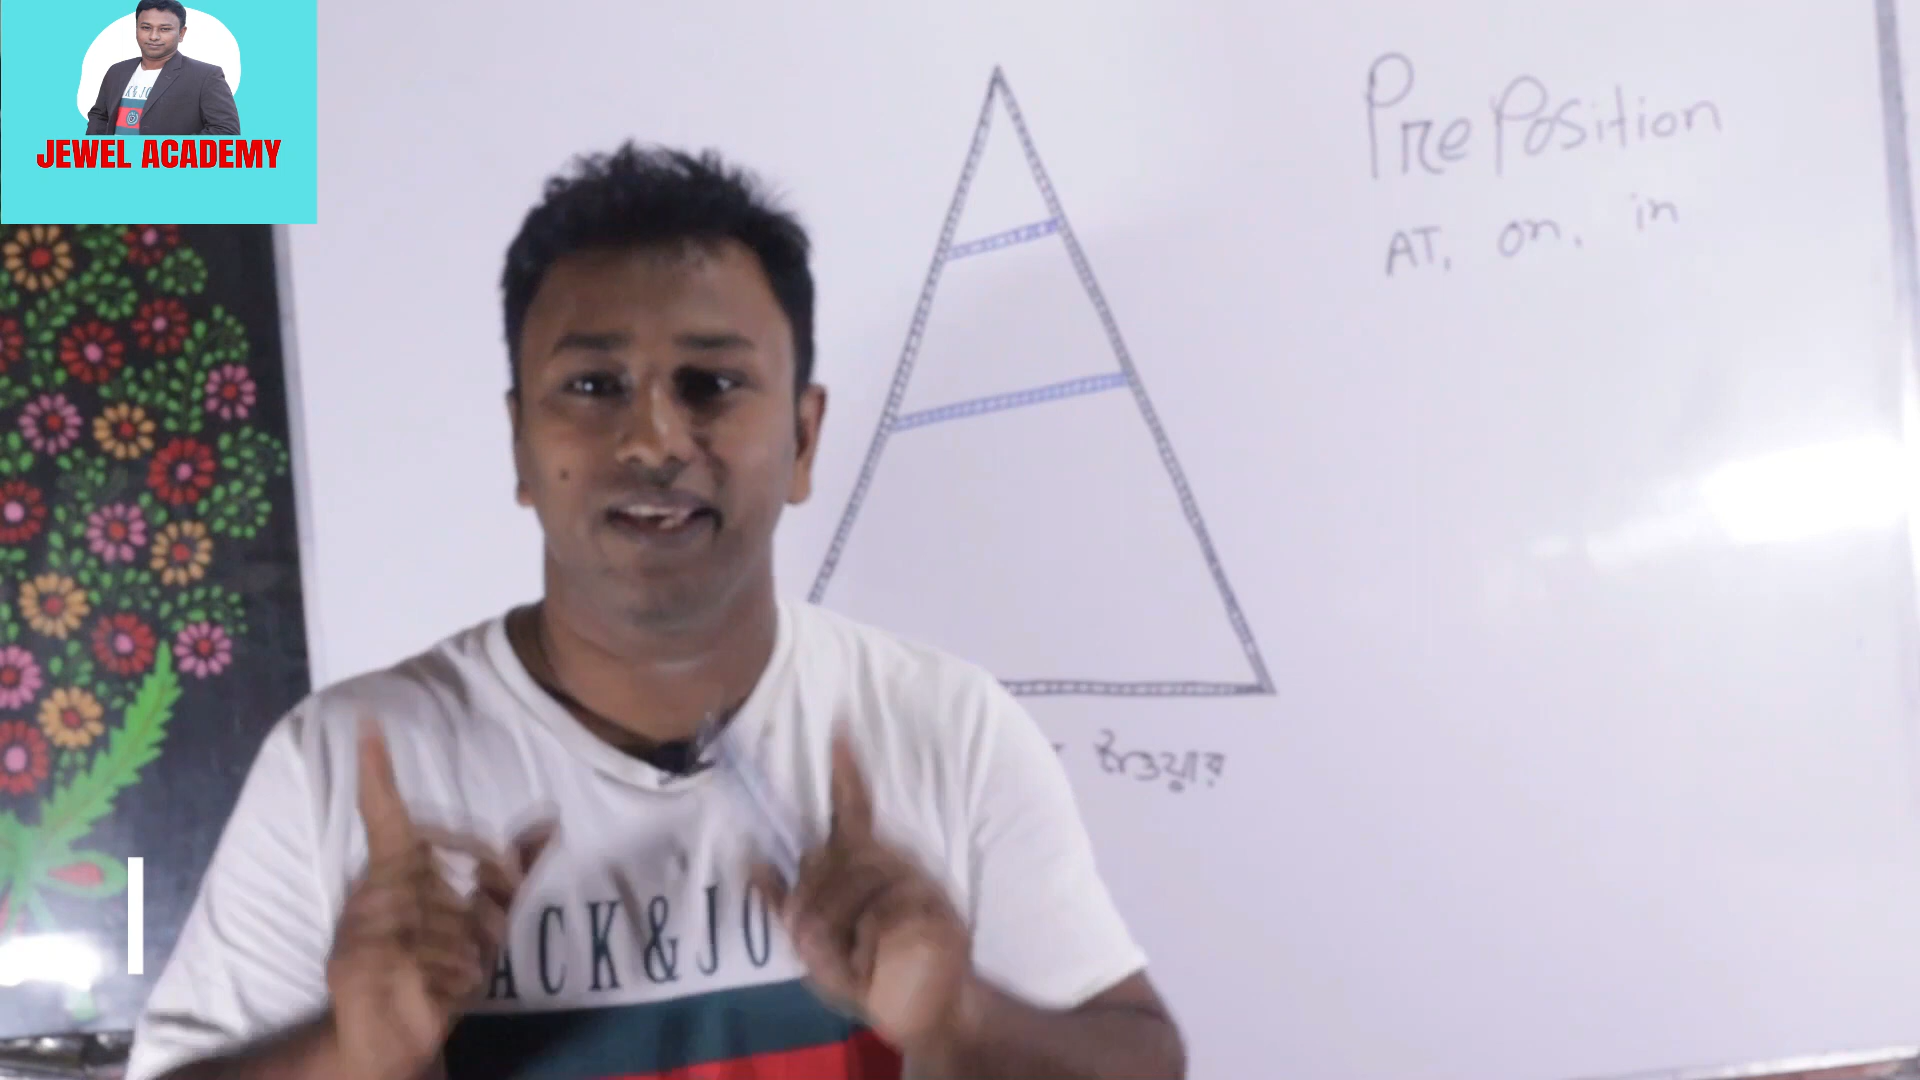 JEWEL ACADEMY
PrePosition
AT, on, in
টাওয়ার
ACK&JO